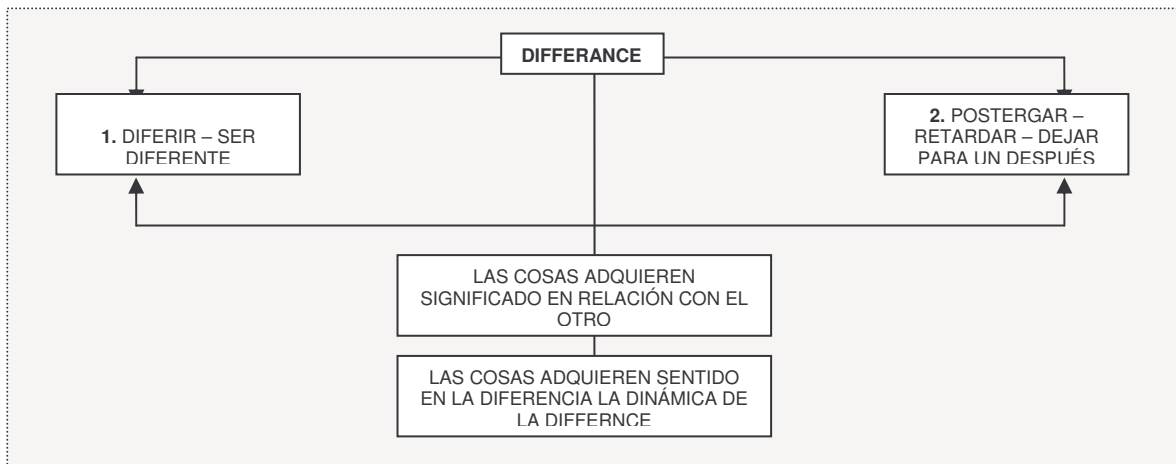 DIFFERANCE
1. DIFERIR – SER
DIFERENTE
2. POSTERGAR –
RETARDAR – DEJAR
PARA UN DESPUÉS
LAS COSAS ADQUIEREN
SIGNIFICADO EN RELACIÓN CON EL
OTRO
LAS COSAS ADQUIEREN SENTIDO
EN LA DIFERENCIA LA DINÁMICA DE
LA DIFFERNCE